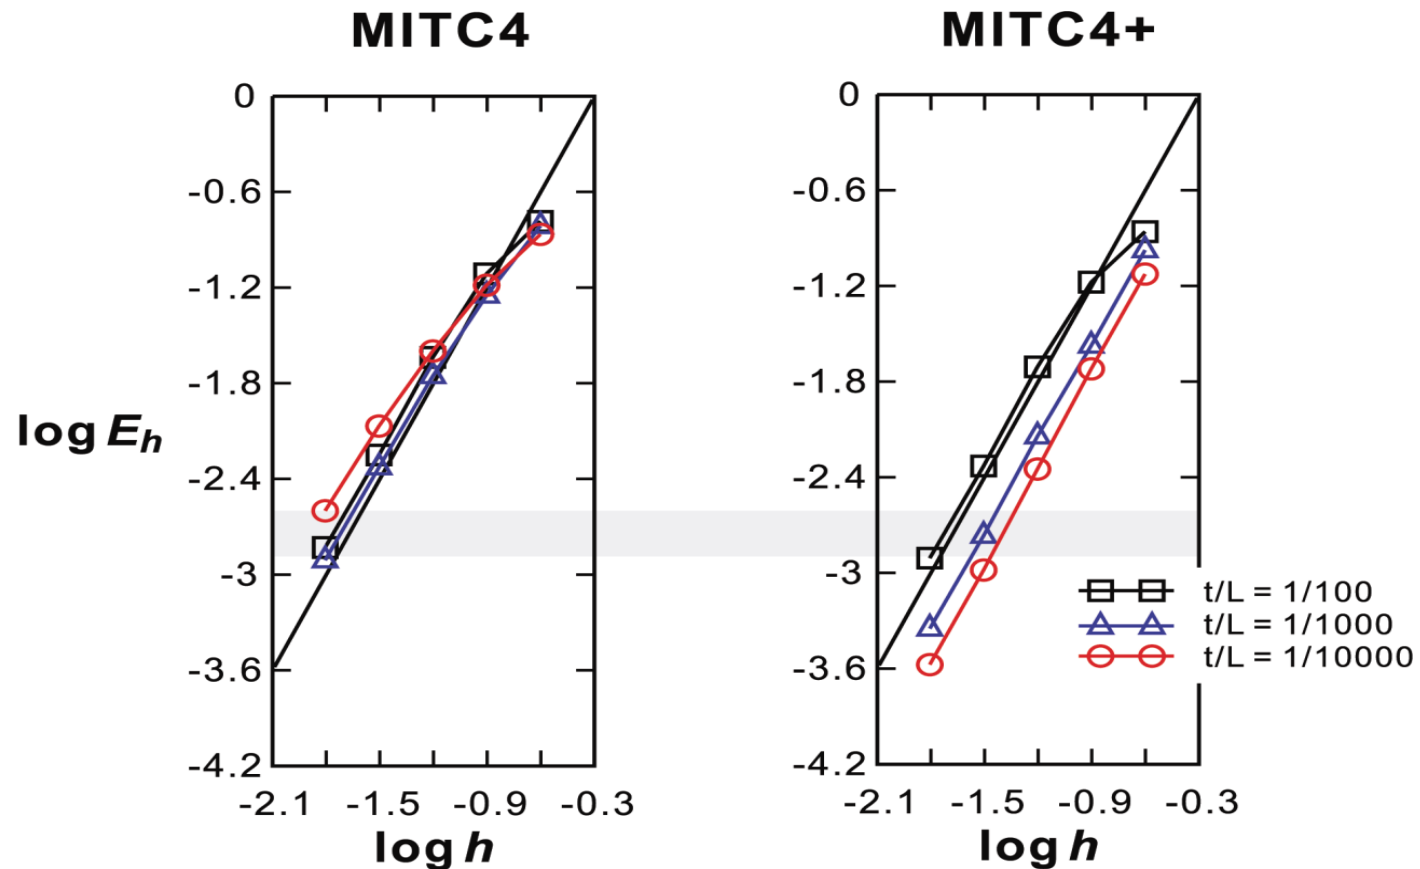 MITC4
MITC4+
0
-0.6
-1.2
-1.8
-2.4
-3
-3.6
-4.2
log Eh
-2.1 -1.5 -0.9 -0.3
log h
0
-0.6
-1.2
-1.8
-2.4
-3
-3.6
-4.2
-2.1 -1.5 -0.9 -0.3
log h
t/L = 1/100
t/L = 1/1000
t/L = 1/10000